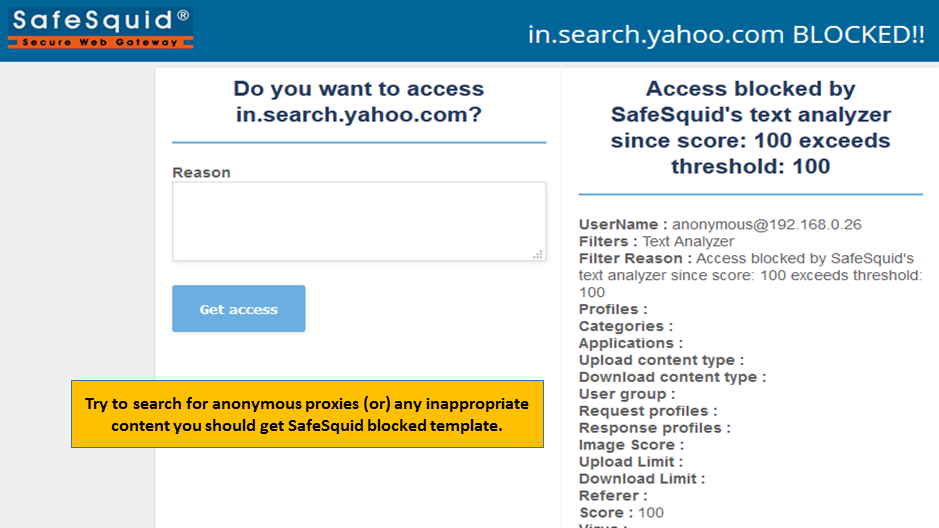 SafeSquid®
Secure Web Gateway
in.search.yahoo.com BLOCKED!!
Do you want to access
in.search.yahoo.com?
Reason
Get access
Try to search for anonymous proxies (or) any inappropriate
content you should get SafeSquid blocked template.
Access blocked by
SafeSquid's text analyzer
since score: 100 exceeds
threshold: 100
UserName : anonymous@192.168.0.26
Filters : Text Analyzer
Filter Reason : Access blocked by SafeSquid's
text analyzer since score: 100 exceeds threshold:
100
Profiles :
Categories :
Applications :
Upload content type :
Download content type :
User group :
Request profiles :
Response profiles :
Image Score :
Upload Limit :
Download Limit :
Referer :
Score : 100
Virus :